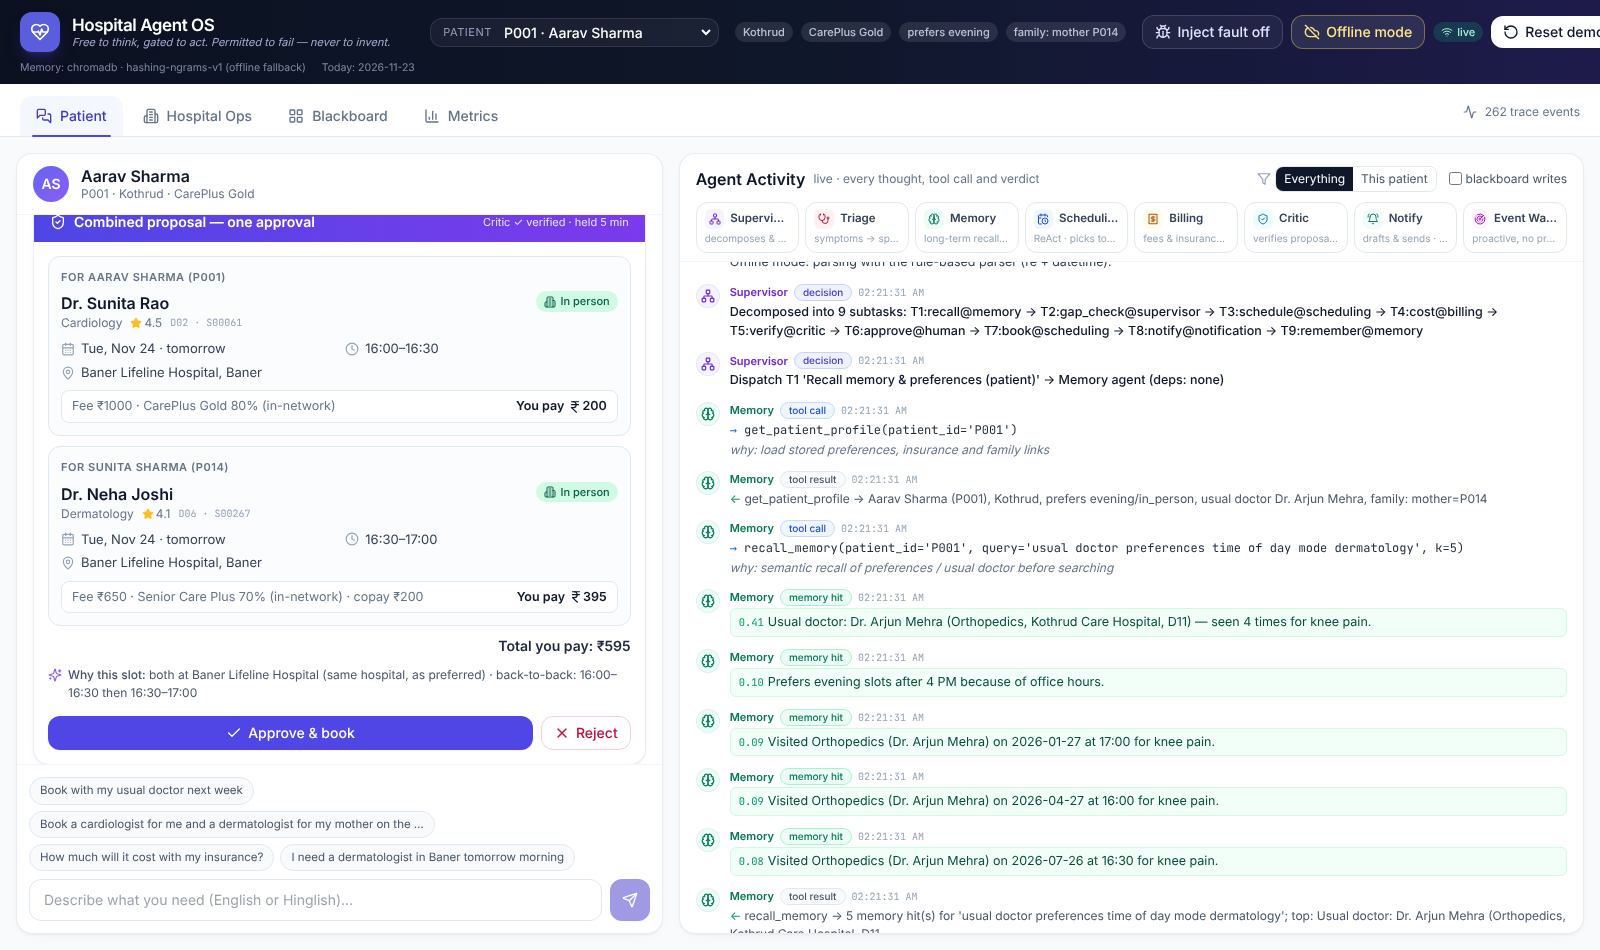 Hospital Agent OS
Free to think, gated to act. Permitted to fail — never to invent.
Memory: chromadb · hashing-ngrams-v1 (offline fallback) Today: 2026-11-23
PATIENT P001 · Aarav Sharma
Kothrud CarePlus Gold prefers evening family: mother P014
Inject fault off
Offline mode
live
Reset demo
Patient
Hospital Ops
Blackboard
Metrics
262 trace events
AS
Aarav Sharma
P001 · Kothrud · CarePlus Gold
Combined proposal — one approval
Critic ✓ verified · held 5 min
FOR AARAV SHARMA (P001)
Dr. Sunita Rao
In person
Cardiology ★ 4.5 D02 · S00061
Tue, Nov 24 · tomorrow 16:00–16:30
Baner Lifeline Hospital, Baner
Fee ₹1000 · CarePlus Gold 80% (in-network) You pay ₹ 200
FOR SUNITA SHARMA (P014)
Dr. Neha Joshi
In person
Dermatology ★ 4.1 D06 · S00267
Tue, Nov 24 · tomorrow 16:30–17:00
Baner Lifeline Hospital, Baner
Fee ₹650 · Senior Care Plus 70% (in-network) · copay ₹200 You pay ₹ 395
Total you pay: ₹595
Why this slot: both at Baner Lifeline Hospital (same hospital, as preferred) · back-to-back: 16:00–
16:30 then 16:30–17:00
✓ Approve & book
✕ Reject
Book with my usual doctor next week
Book a cardiologist for me and a dermatologist for my mother on the ...
How much will it cost with my insurance?
I need a dermatologist in Baner tomorrow morning
Describe what you need (English or Hinglish)...
Agent Activity live · every thought, tool call and verdict
Everything This patient blackboard writes
Supervi...
decomposes & ...
Triage
symptoms → sp...
Memory
long-term recall...
Scheduli...
ReAct · picks to...
Billing
fees & insuranc...
Critic
verifies proposa...
Notify
drafts & sends · ...
Event Wa...
proactive, no pr...
Offline mode: parsing with the rule-based parser (re + datetime).
Supervisor decision 02:21:31 AM
Decomposed into 9 subtasks: T1:recall@memory → T2:gap_check@supervisor → T3:schedule@scheduling → T4:cost@billing →
T5:verify@critic → T6:approve@human → T7:book@scheduling → T8:notify@notification → T9:remember@memory
Supervisor decision 02:21:31 AM
Dispatch T1 'Recall memory & preferences (patient)' → Memory agent (deps: none)
Memory tool call 02:21:31 AM
→ get_patient_profile(patient_id='P001')
why: load stored preferences, insurance and family links
Memory tool result 02:21:31 AM
← get_patient_profile → Aarav Sharma (P001), Kothrud, prefers evening/in_person, usual doctor Dr. Arjun Mehra, family: mother=P014
Memory tool call 02:21:31 AM
→ recall_memory(patient_id='P001', query='usual doctor preferences time of day mode dermatology', k=5)
why: semantic recall of preferences / usual doctor before searching
Memory memory hit 02:21:31 AM
0.41 Usual doctor: Dr. Arjun Mehra (Orthopedics, Kothrud Care Hospital, D11) — seen 4 times for knee pain.
Memory memory hit 02:21:31 AM
0.10 Prefers evening slots after 4 PM because of office hours.
Memory memory hit 02:21:31 AM
0.09 Visited Orthopedics (Dr. Arjun Mehra) on 2026-01-27 at 17:00 for knee pain.
Memory memory hit 02:21:31 AM
0.09 Visited Orthopedics (Dr. Arjun Mehra) on 2026-04-27 at 16:00 for knee pain.
Memory memory hit 02:21:31 AM
0.08 Visited Orthopedics (Dr. Arjun Mehra) on 2026-07-26 at 16:30 for knee pain.
Memory tool result 02:21:31 AM
← recall_memory → 5 memory hit(s) for 'usual doctor preferences time of day mode dermatology'; top: Usual doctor: Dr. Arjun Mehra (Orthopedics,
Kothrud Care Hospital, D11